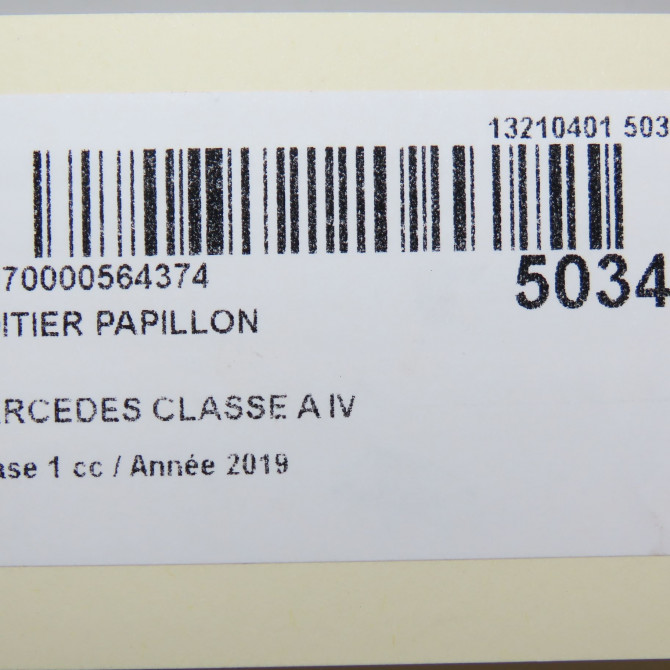 13210401 503
70000564374
5034
ITIER PAPILLON
RCEDES CLASSE A IV
ase 1 cc / Année 2019